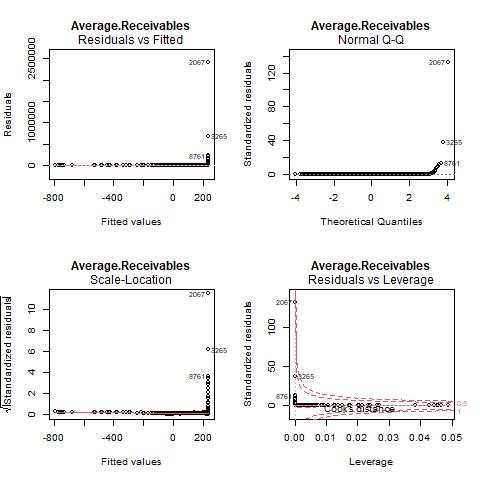 Average.Receivables
Residuals vs Fitted
Residuals
0
1000000
2500000
2067
3265
8761
-800
-400
0
200
Fitted values
Average.Receivables
Normal Q-Q
Standardized residuals
0
40
80
120
2067
3265
8761
-4
-2
0
2
4
Theoretical Quantiles
Average.Receivables
Scale-Location
√|Standardized residuals|
0
2
4
6
8
10
2067
3265
8761
-800
-400
0
200
Fitted values
Average.Receivables
Residuals vs Leverage
Standardized residuals
0
50
100
2067
3265
8761
Cook's distance
0.5
1
0.00
0.01
0.02
0.03
0.04
0.05
Leverage